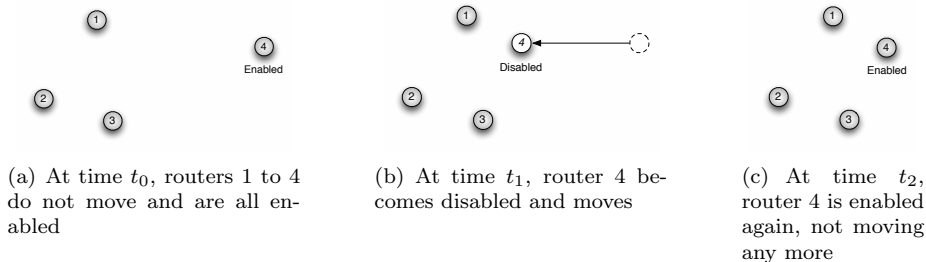 1
4
Enabled
2
3
1
4
Disabled
2
3
1
4
Enabled
2
3
(a) At time t0, routers 1 to 4
do not move and are all en-
abled
(b) At time t1, router 4 be-
comes disabled and moves
(c) At time t2,
router 4 is enabled
again, not moving
any more